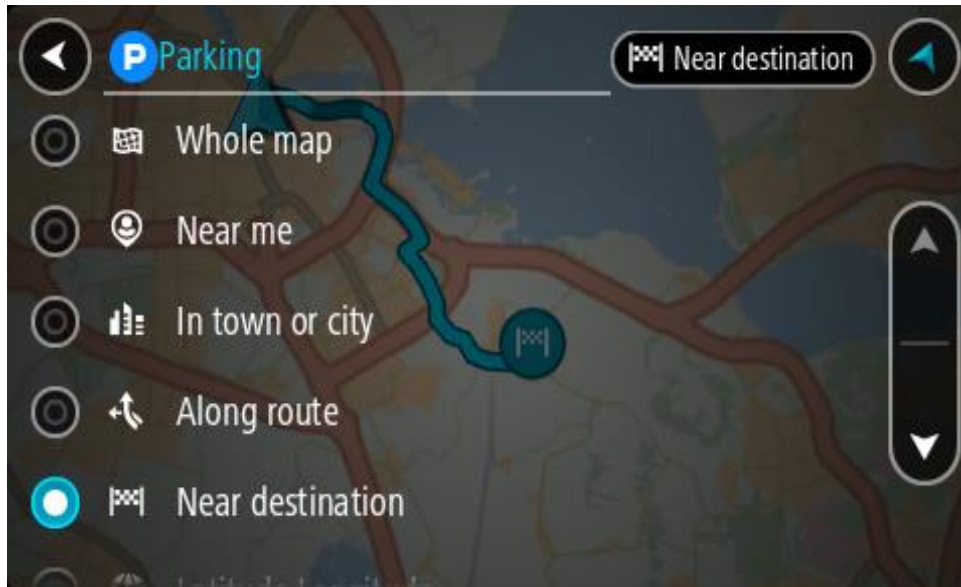 P Parking
Near destination
Whole map
Near me
In town or city
Along route
Near destination